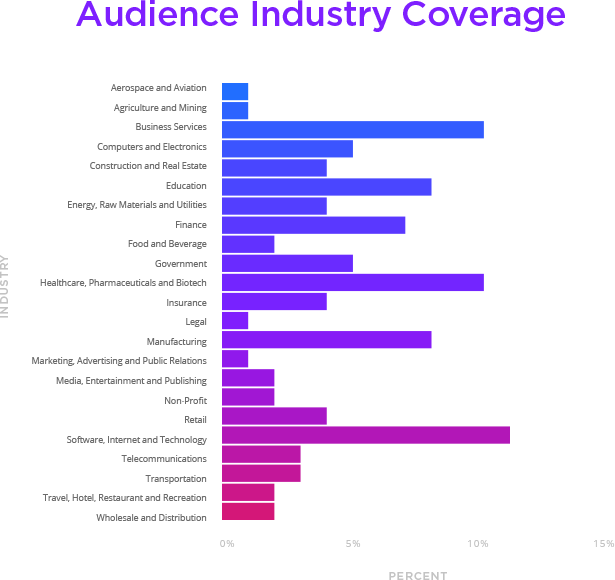 Audience Industry Coverage
Aerospace and Aviation
Agriculture and Mining
Business Services
Computers and Electronics
Construction and Real Estate
Education
Energy, Raw Materials and Utilities
Finance
Food and Beverage
Government
Healthcare, Pharmaceuticals and Biotech
Insurance
Legal
Manufacturing
Marketing, Advertising and Public Relations
Media, Entertainment and Publishing
Non-Profit
Retail
Software, Internet and Technology
Telecommunications
Transportation
Travel, Hotel, Restaurant and Recreation
Wholesale and Distribution
INDUSTRY
0% 5% 10% 15%
PERCENT